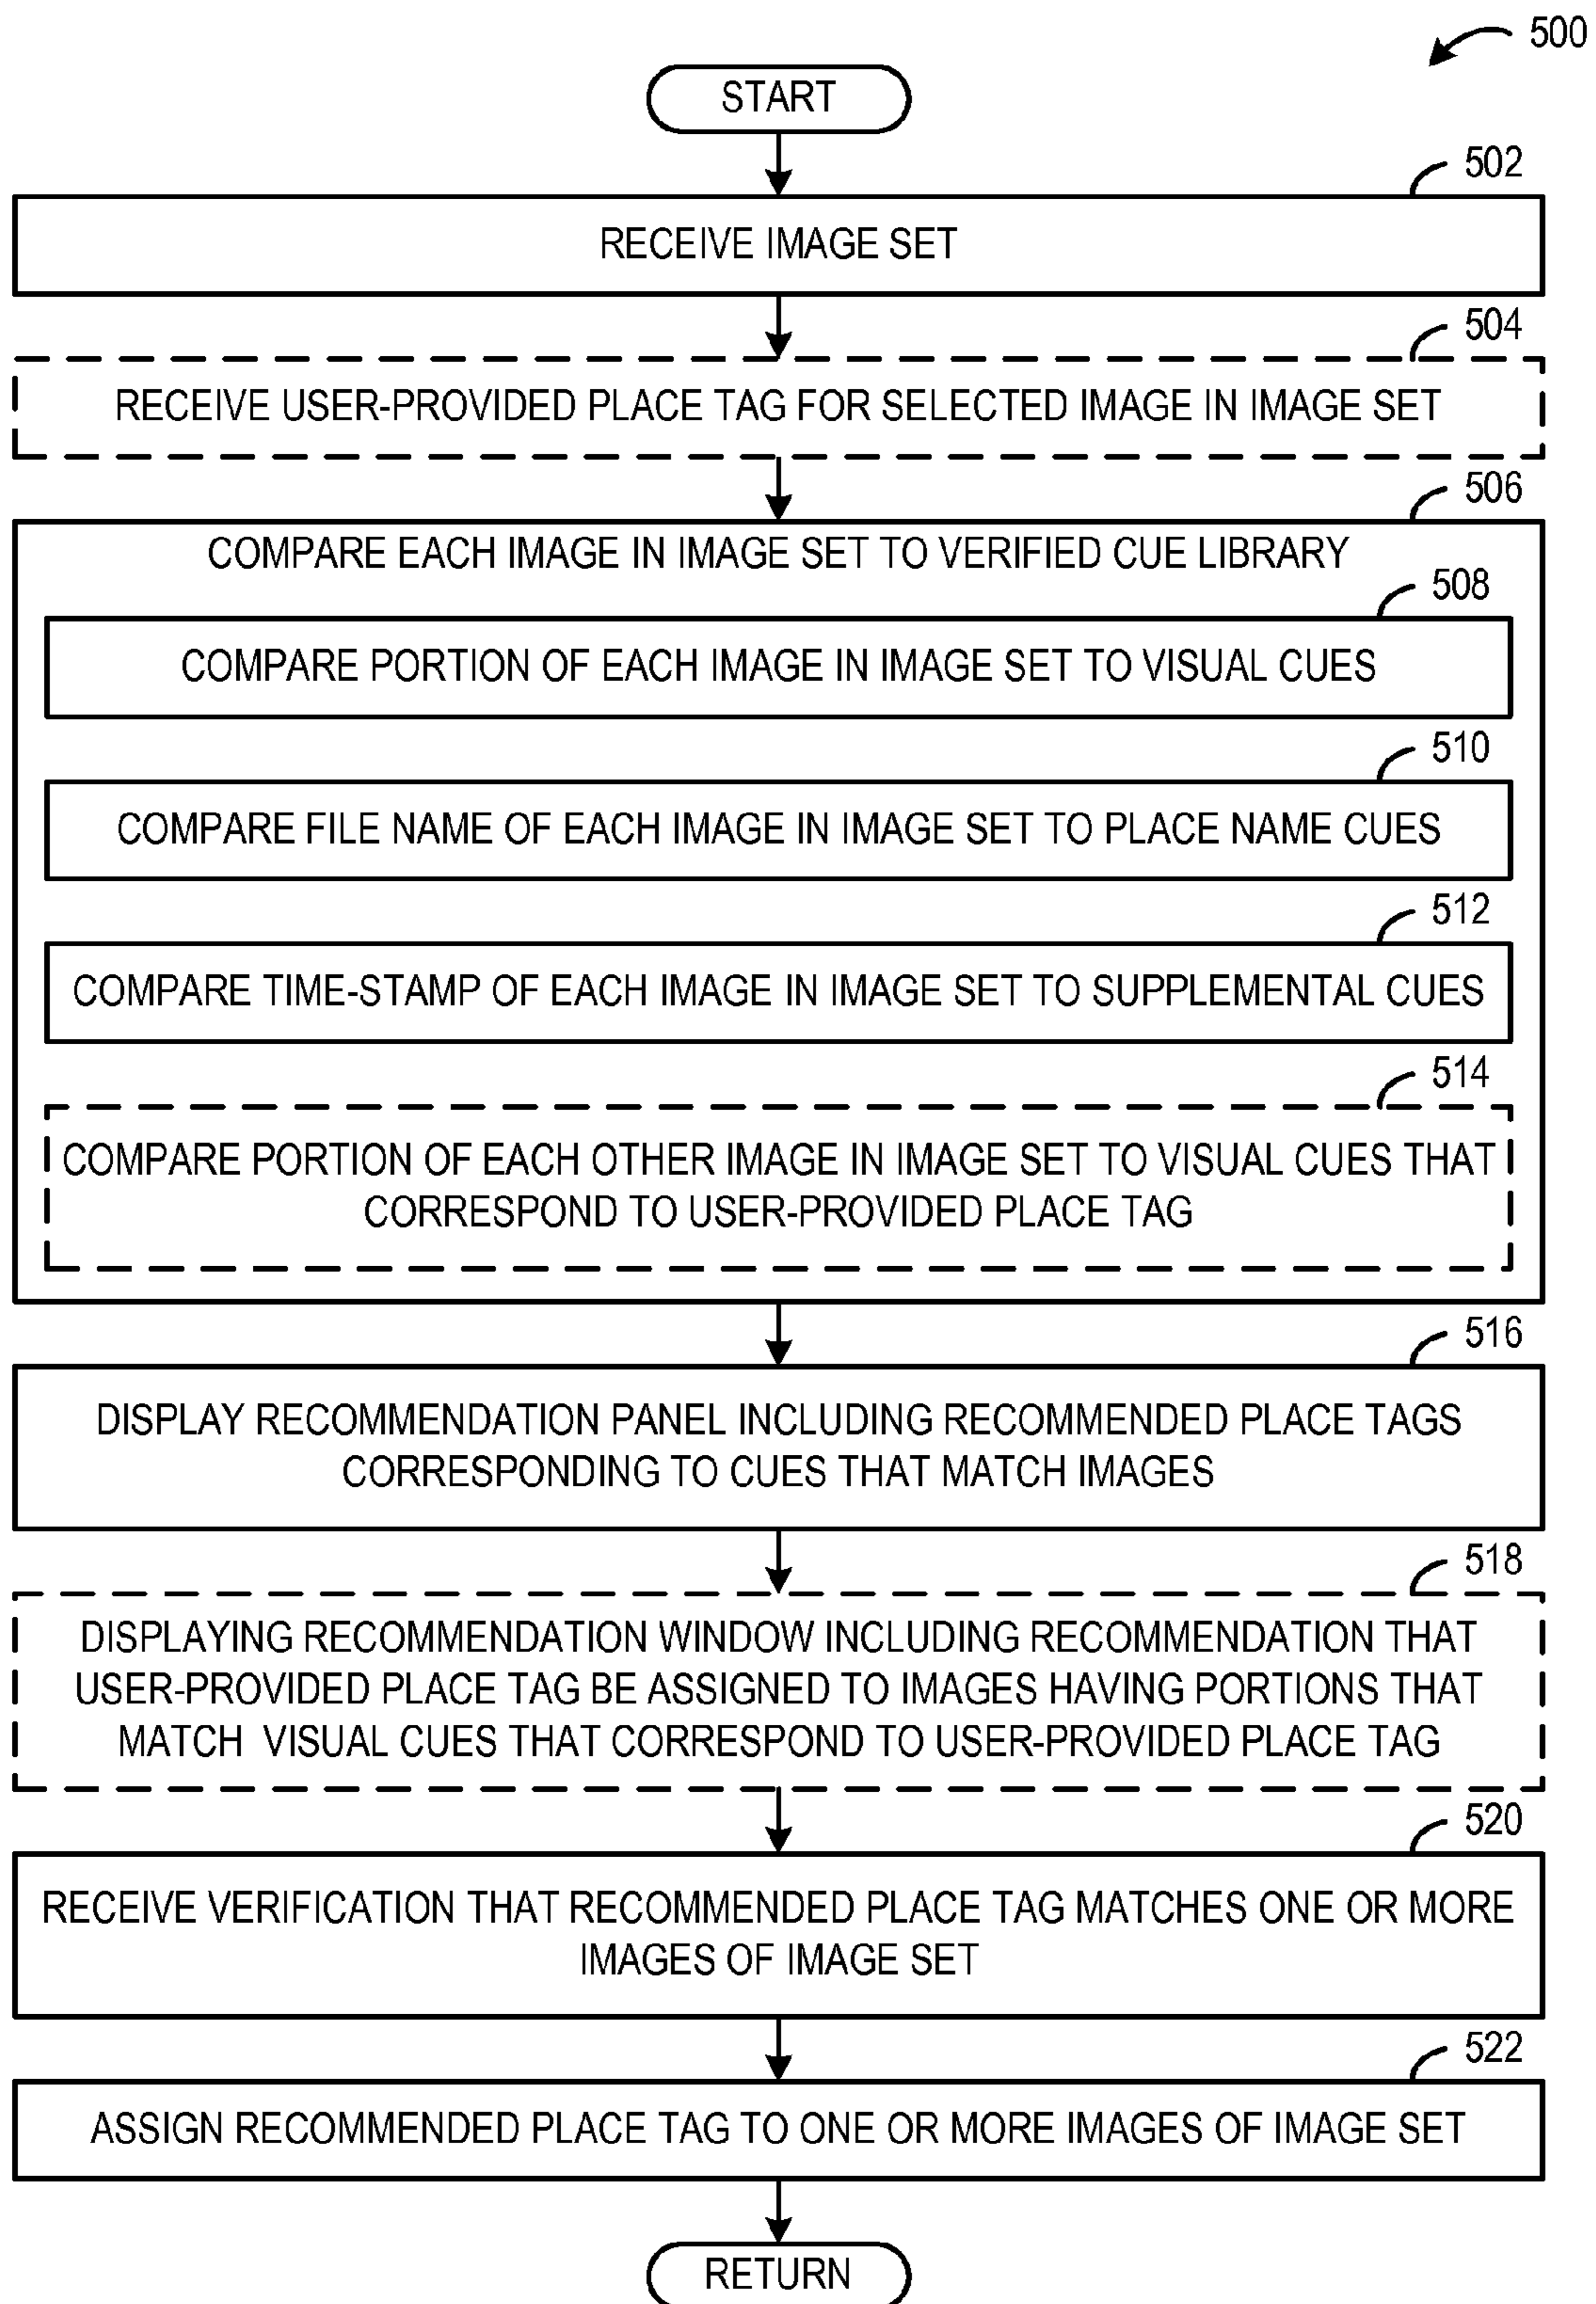 500
START
502
RECEIVE IMAGE SET
504
RECEIVE USER-PROVIDED PLACE TAG FOR SELECTED IMAGE IN IMAGE SET
506
COMPARE EACH IMAGE IN IMAGE SET TO VERIFIED CUE LIBRARY
508
COMPARE PORTION OF EACH IMAGE IN IMAGE SET TO VISUAL CUES
510
COMPARE FILE NAME OF EACH IMAGE IN IMAGE SET TO PLACE NAME CUES
512
COMPARE TIME-STAMP OF EACH IMAGE IN IMAGE SET TO SUPPLEMENTAL CUES
514
COMPARE PORTION OF EACH OTHER IMAGE IN IMAGE SET TO VISUAL CUES THAT
CORRESPOND TO USER-PROVIDED PLACE TAG
516
DISPLAY RECOMMENDATION PANEL INCLUDING RECOMMENDED PLACE TAGS
CORRESPONDING TO CUES THAT MATCH IMAGES
518
DISPLAYING RECOMMENDATION WINDOW INCLUDING RECOMMENDATION THAT
USER-PROVIDED PLACE TAG BE ASSIGNED TO IMAGES HAVING PORTIONS THAT
MATCH VISUAL CUES THAT CORRESPOND TO USER-PROVIDED PLACE TAG
520
RECEIVE VERIFICATION THAT RECOMMENDED PLACE TAG MATCHES ONE OR MORE
IMAGES OF IMAGE SET
522
ASSIGN RECOMMENDED PLACE TAG TO ONE OR MORE IMAGES OF IMAGE SET
RETURN